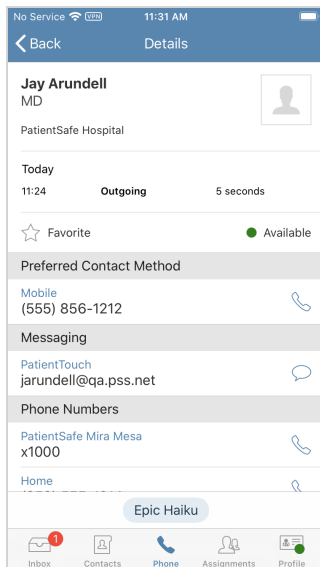 No Service VPN 11:31 AM
Back Details
Jay Arundell
MD
PatientSafe Hospital
Today
11:24 Outgoing 5 seconds
Favorite Available
Preferred Contact Method
Mobile
(555) 856-1212
Messaging
PatientTouch
jarundell@qa.pss.net
Phone Numbers
PatientSafe Mira Mesa
x1000
Home
Epic Haiku
1
Inbox Contacts Phone Assignments Profile